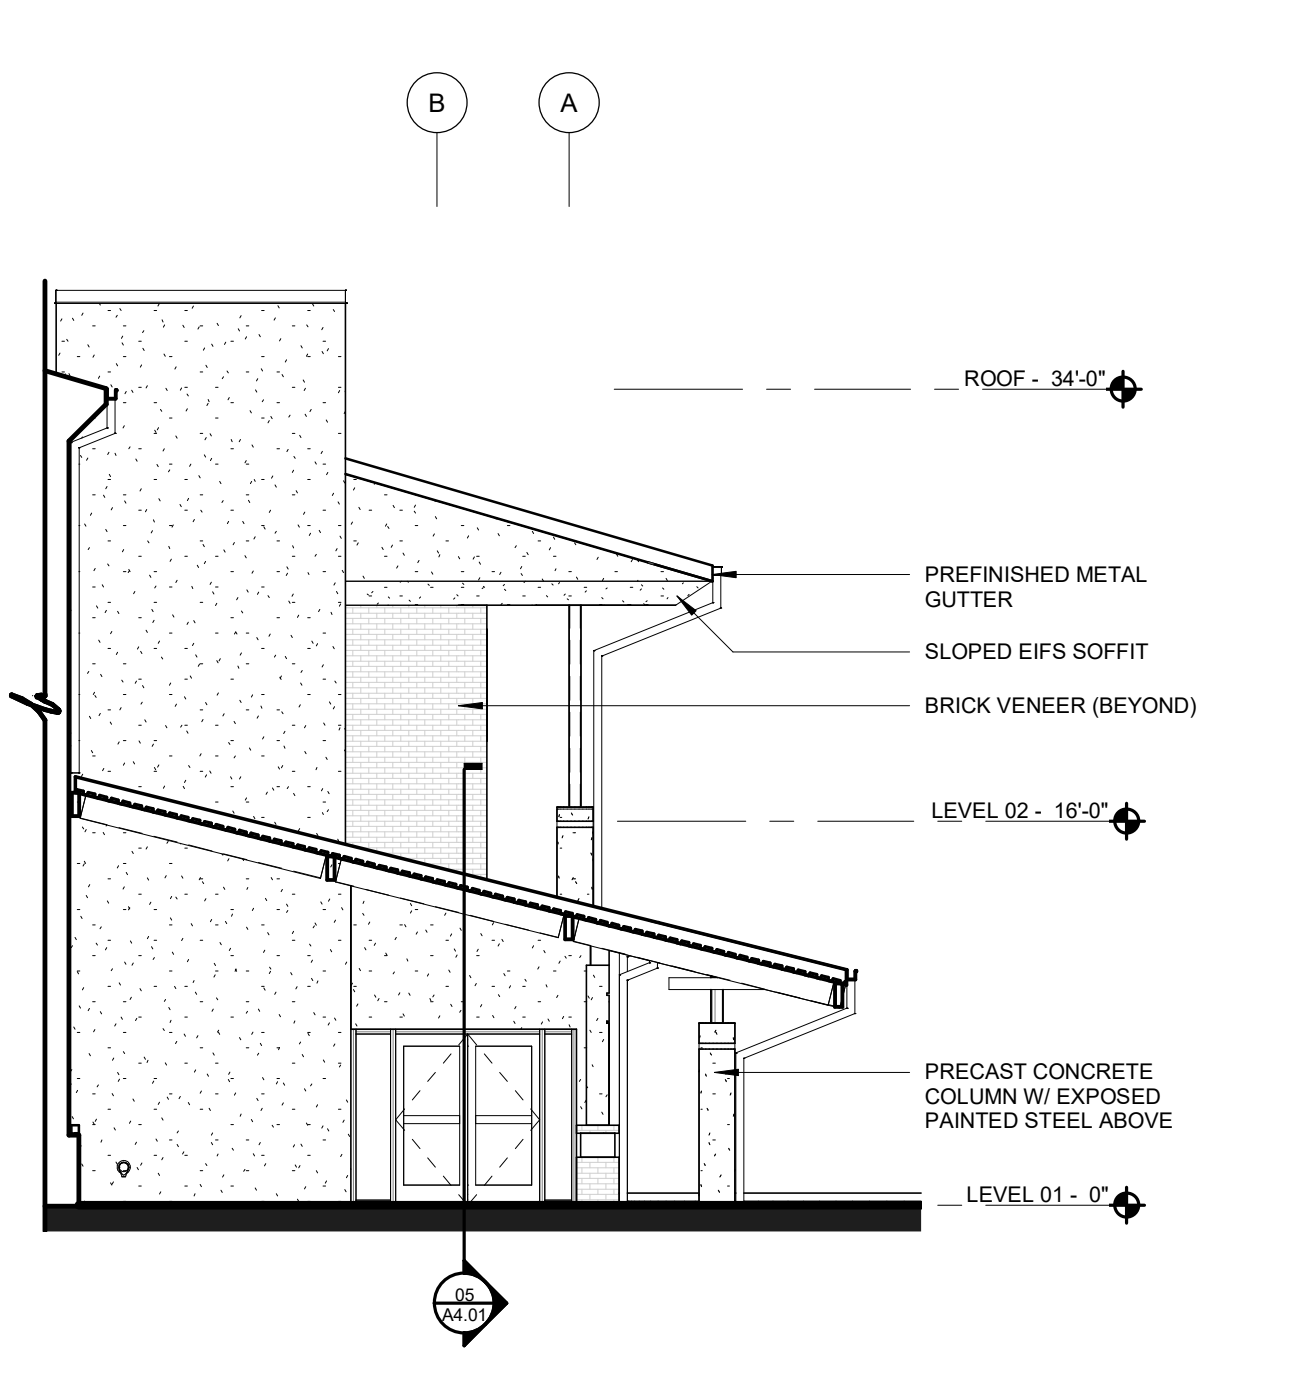 B
A
ROOF - 34'-0"
PREFINISHED METAL
GUTTER
SLOPED EIFS SOFFIT
BRICK VENEER (BEYOND)
LEVEL 02 - 16'-0"
PRECAST CONCRETE
COLUMN W/ EXPOSED
PAINTED STEEL ABOVE
LEVEL 01 - 0"
05
A4.01